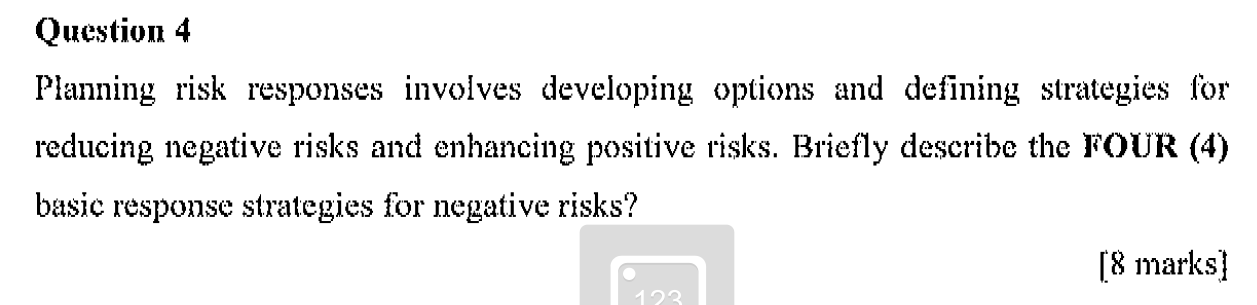 Question 4
Planning risk responses involves developing options and defining strategies for
reducing negative risks and enhancing positive risks. Briefly describe the FOUR (4)
basic response strategies for negative risks?
[8 marks]
123